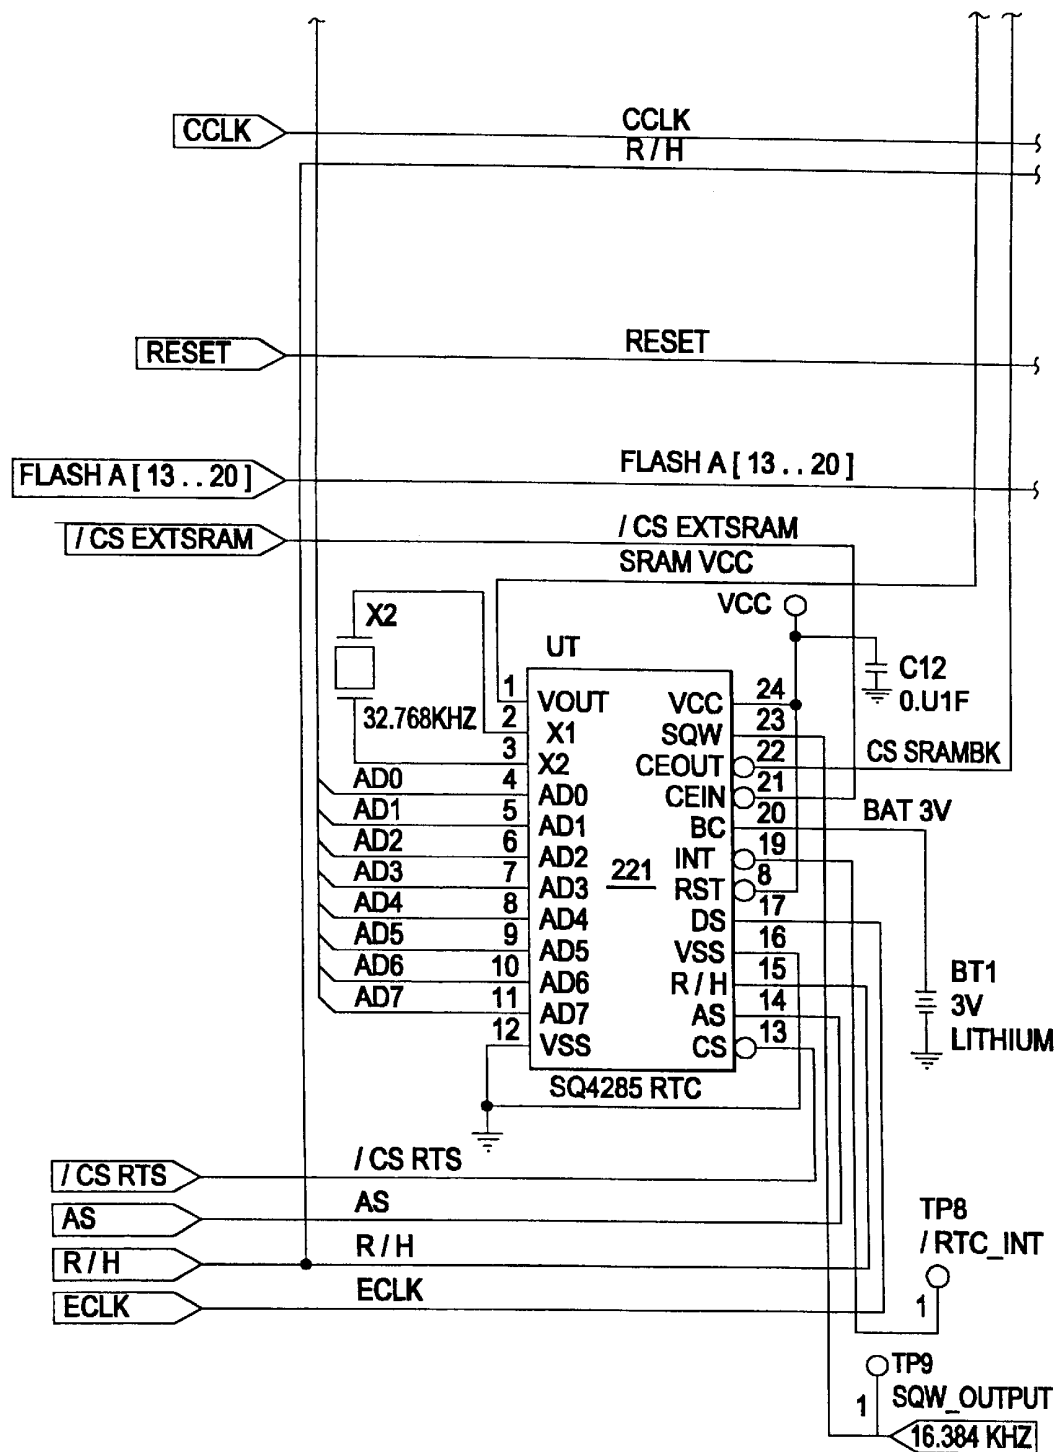 CCLK
CCLK
R / H
RESET
RESET
FLASH A [ 13 . . 20 ]
FLASH A [ 13 . . 20 ]
/ CS EXTSRAM
/ CS EXTSRAM
SRAM VCC
VCC
X2
UT
C12
0.U1F
32.768KHZ
1 VOUT VCC 24
2 X1 SQW 23
3 X2 CEOUT 22 CS SRAMBK
AD0 4 AD0 CEIN 21
AD1 5 AD1 BC 20 BAT 3V
AD2 6 AD2 INT 19
AD3 7 AD3 221 RST 8
AD4 8 AD4 DS 17
AD5 9 AD5 VSS 16
AD6 10 AD6 R / H 15
AD7 11 AD7 AS 14
12 VSS CS 13
BT1
3V
LITHIUM
SQ4285 RTC
/ CS RTS
/ CS RTS
AS
AS
R / H
R / H
ECLK
ECLK
TP8
/ RTC_INT
1
TP9
1
SQW_OUTPUT
16.384 KHZ